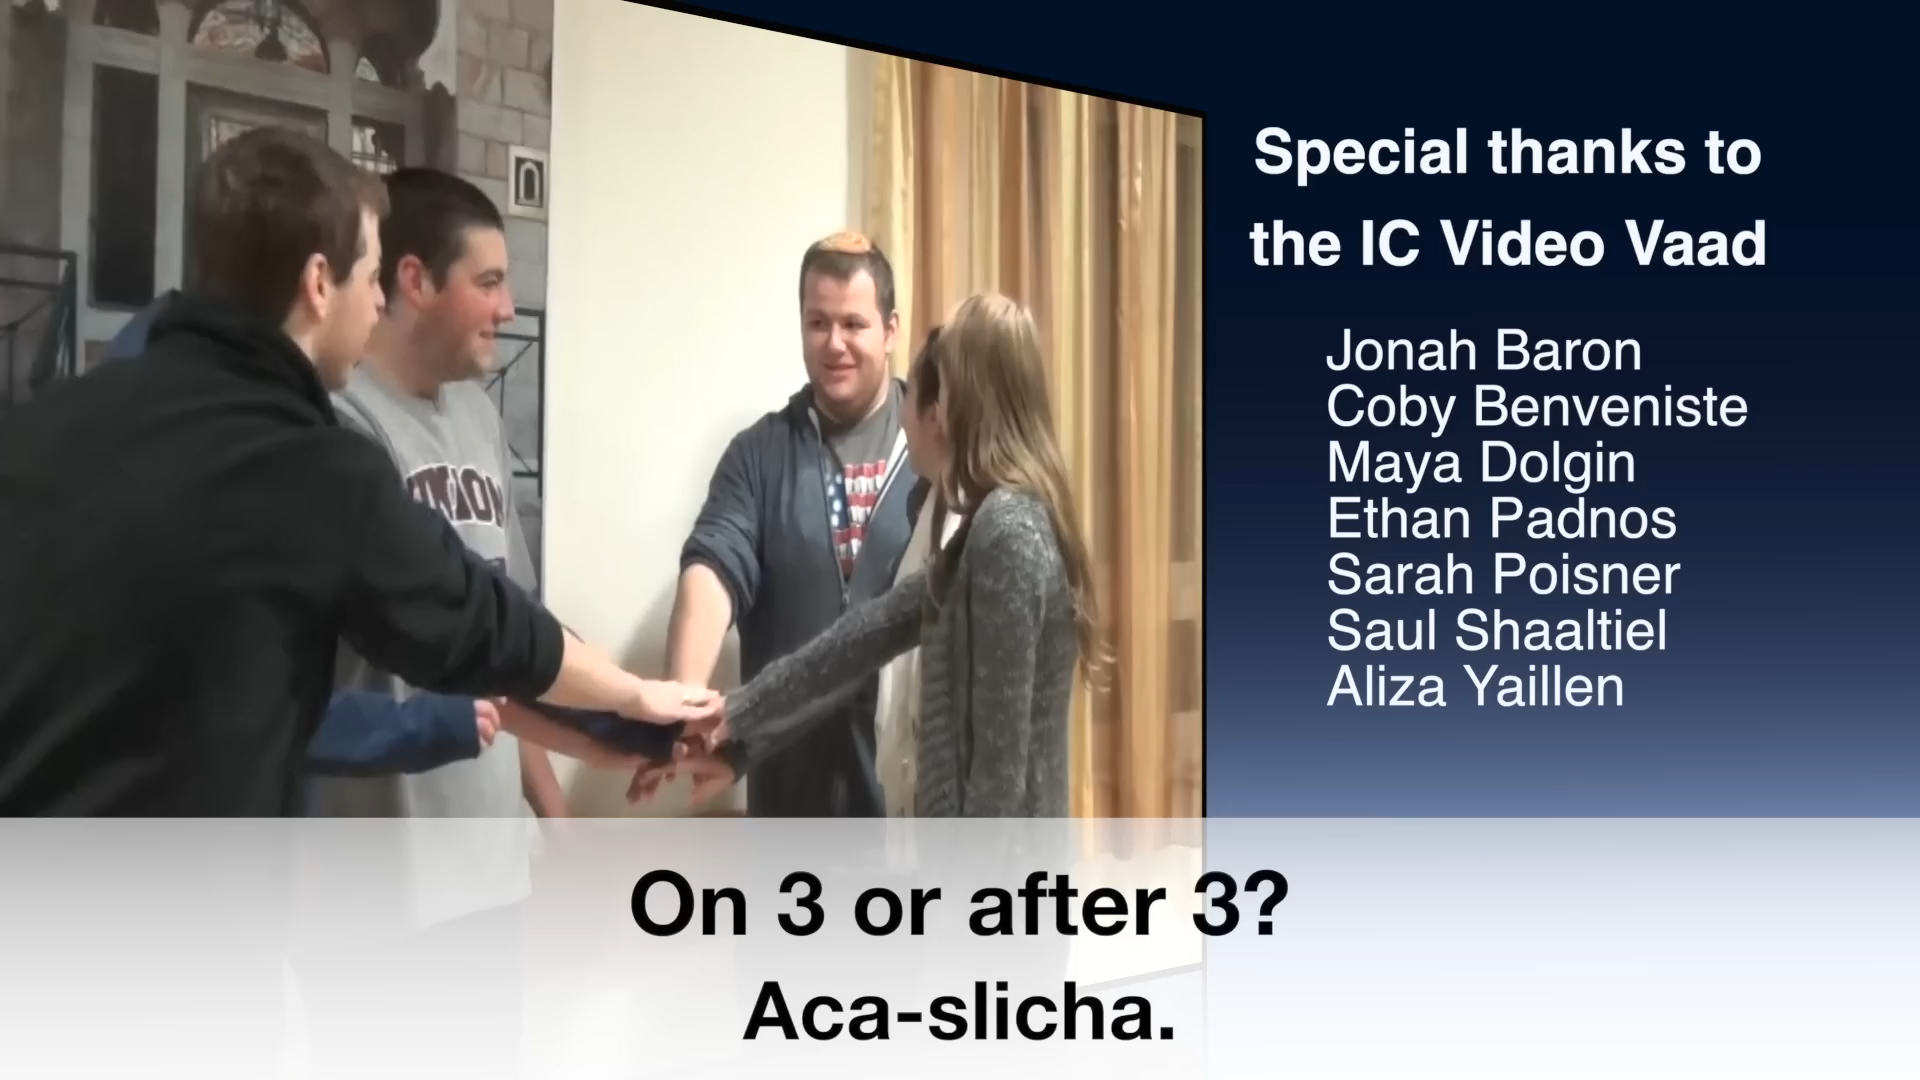 Special thanks to
the IC Video Vaad
Jonah Baron
Coby Benveniste
Maya Dolgin
Ethan Padnos
Sarah Poisner
Saul Shaaltiel
Aliza Yaillen
On 3 or after 3?
Aca-slicha.